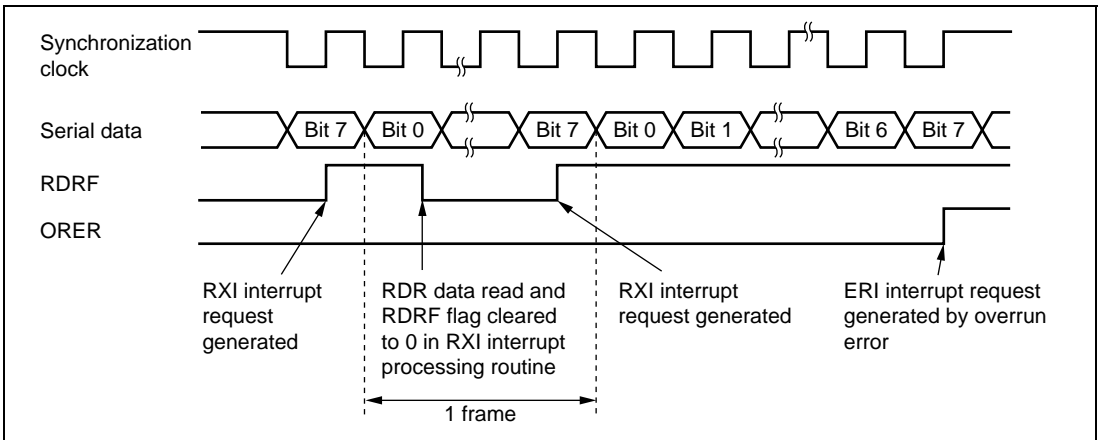 Synchronization
clock
Serial data
Bit 7 Bit 0 Bit 7 Bit 0 Bit 1 Bit 6 Bit 7
RDRF
ORER
RXI interrupt
request
generated
RDR data read and
RDRF flag cleared
to 0 in RXI interrupt
processing routine
RXI interrupt
request generated
ERI interrupt request
generated by overrun
error
1 frame